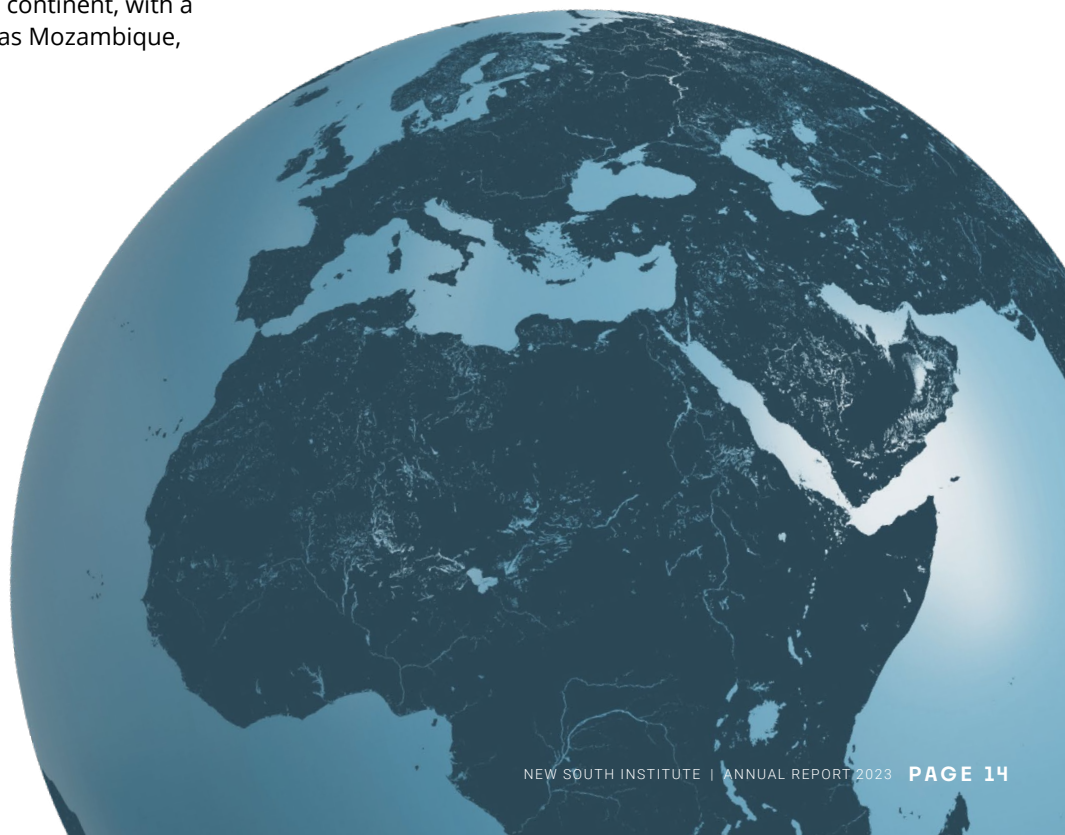 continent, with a
as Mozambique,
NEW SOUTH INSTITUTE | ANNUAL REPORT 2023 PAGE 14